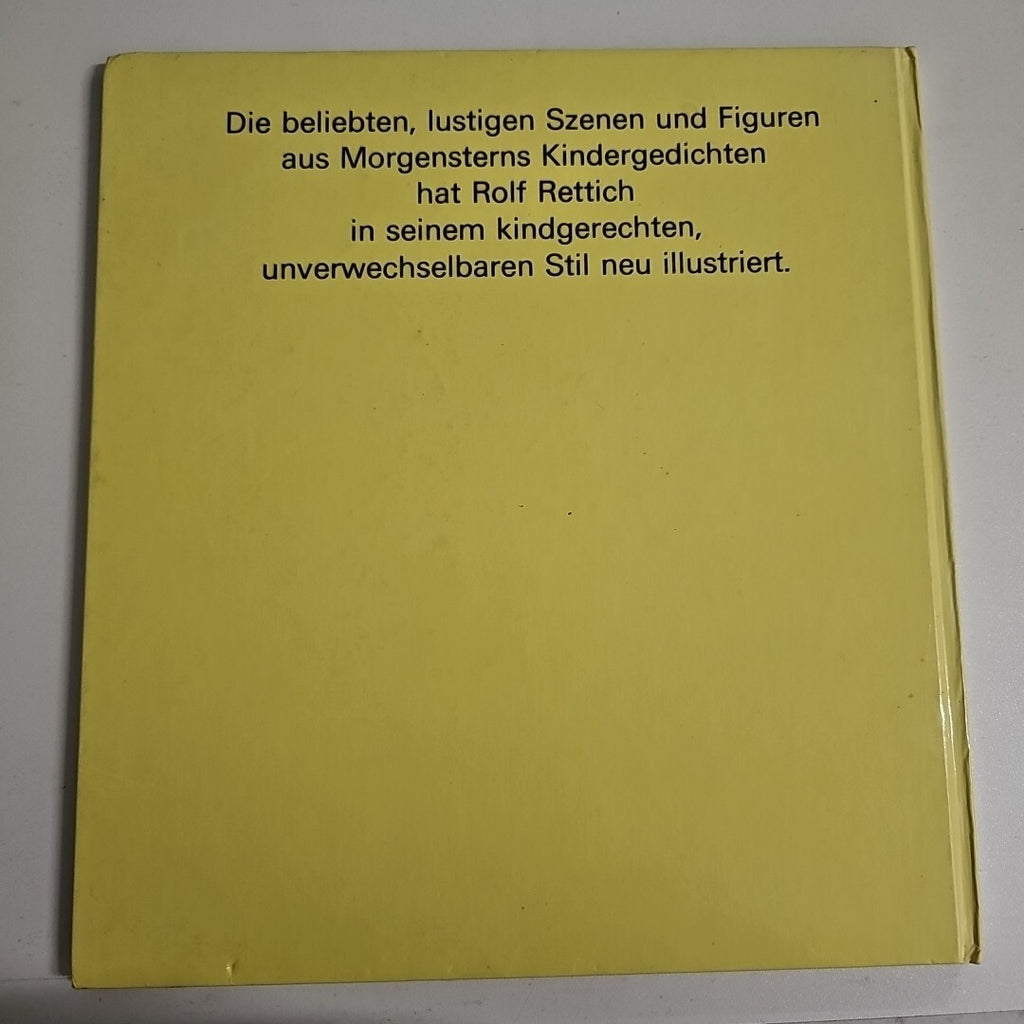 Die beliebten, lustigen Szenen und Figuren
aus Morgensterns Kindergedichten
hat Rolf Rettich
in seinem kindgerechten,
unverwechselbaren Stil neu illustriert.